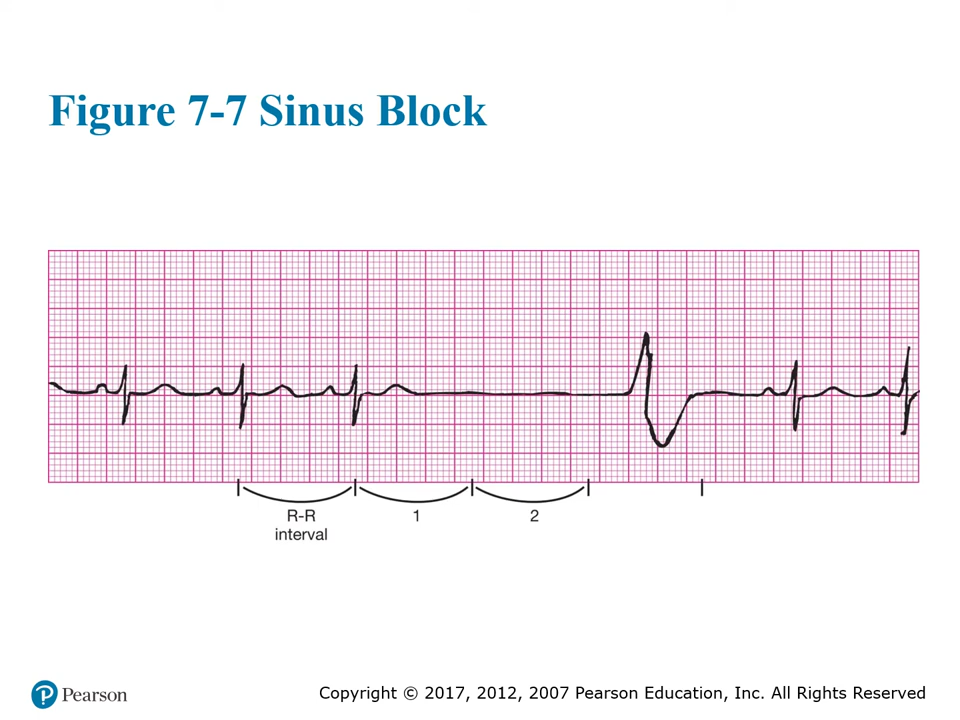 Figure 7-7 Sinus Block
R-R
interval
1
2
Pearson
Copyright © 2017, 2012, 2007 Pearson Education, Inc. All Rights Reserved